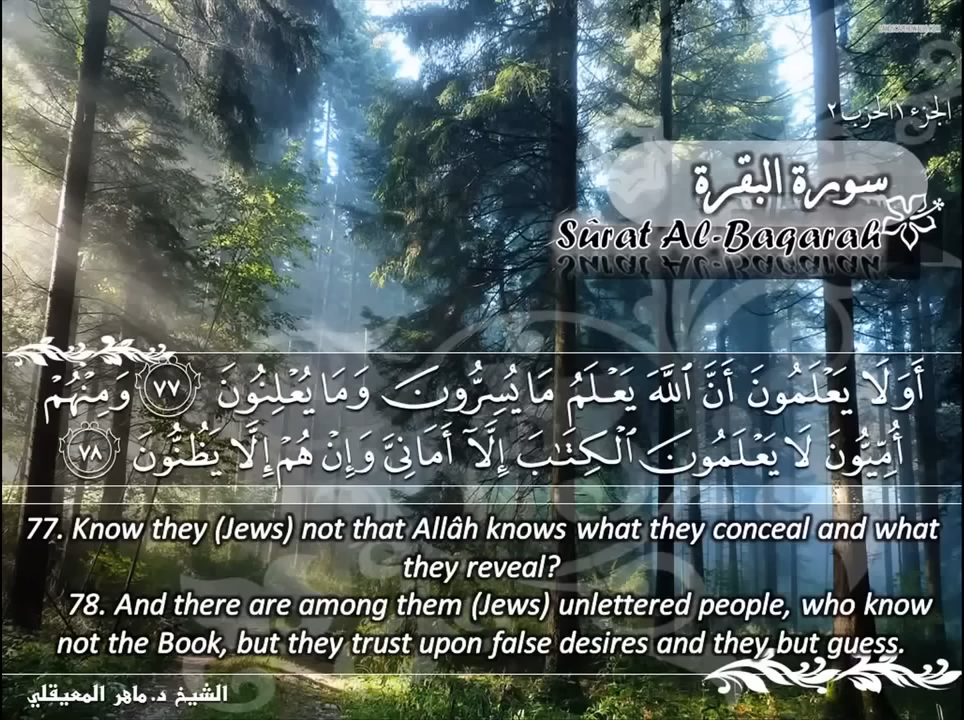 الجزء ١ الحزب ٢
سورة البقرة
Sûrat Al-Baqarah
أَوَلَا يَعْلَمُونَ أَنَّ ٱللَّهَ يَعْلَمُ مَا يُسِرُّونَ وَمَا يُعْلِنُونَ ٧٧ وَمِنْهُمْ
أُمِّيُّونَ لَا يَعْلَمُونَ ٱلْكِتَٰبَ إِلَّآ أَمَانِىَّ وَإِنْ هُمْ إِلَّا يَظُنُّونَ ٧٨
77. Know they (Jews) not that Allâh knows what they conceal and what
they reveal?
78. And there are among them (Jews) unlettered people, who know
not the Book, but they trust upon false desires and they but guess.
الشيخ د. ماهر المعيقلي